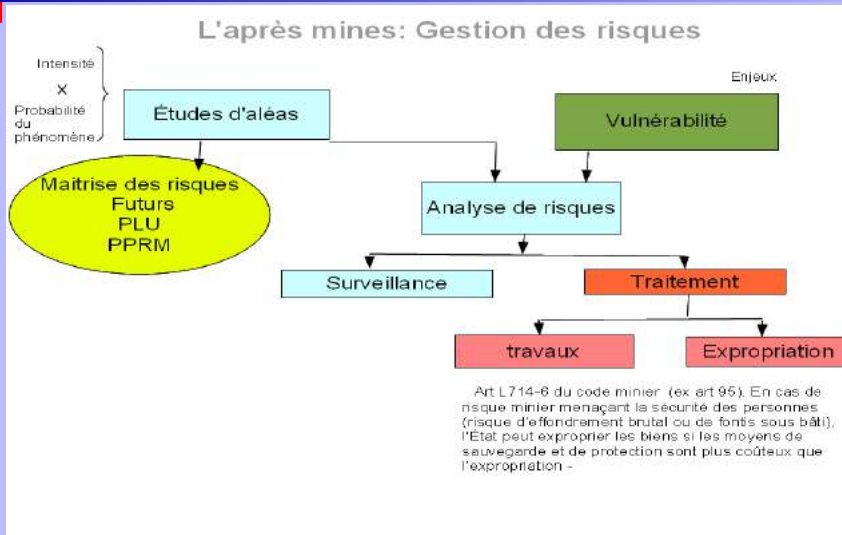 L'après mines: Gestion des risques
Intensité
X
Probabilité
du
phénomène
Études d'aléas
Enjeux
Vulnérabilité
Maitrise des risques
Futurs
PLU
PPRM
Analyse de risques
Surveillance
Traitement
travaux
Expropriation
Art L714-6 du code minier (ex art 95). En cas de
risque minier menaçant la sécurité des personnes
(risque d'effondrement brutal ou de fontis sous bâti),
l'État peut exproprier les biens si les moyens de
sauvegarde et de protection sont plus coûteux que
l'expropriation -